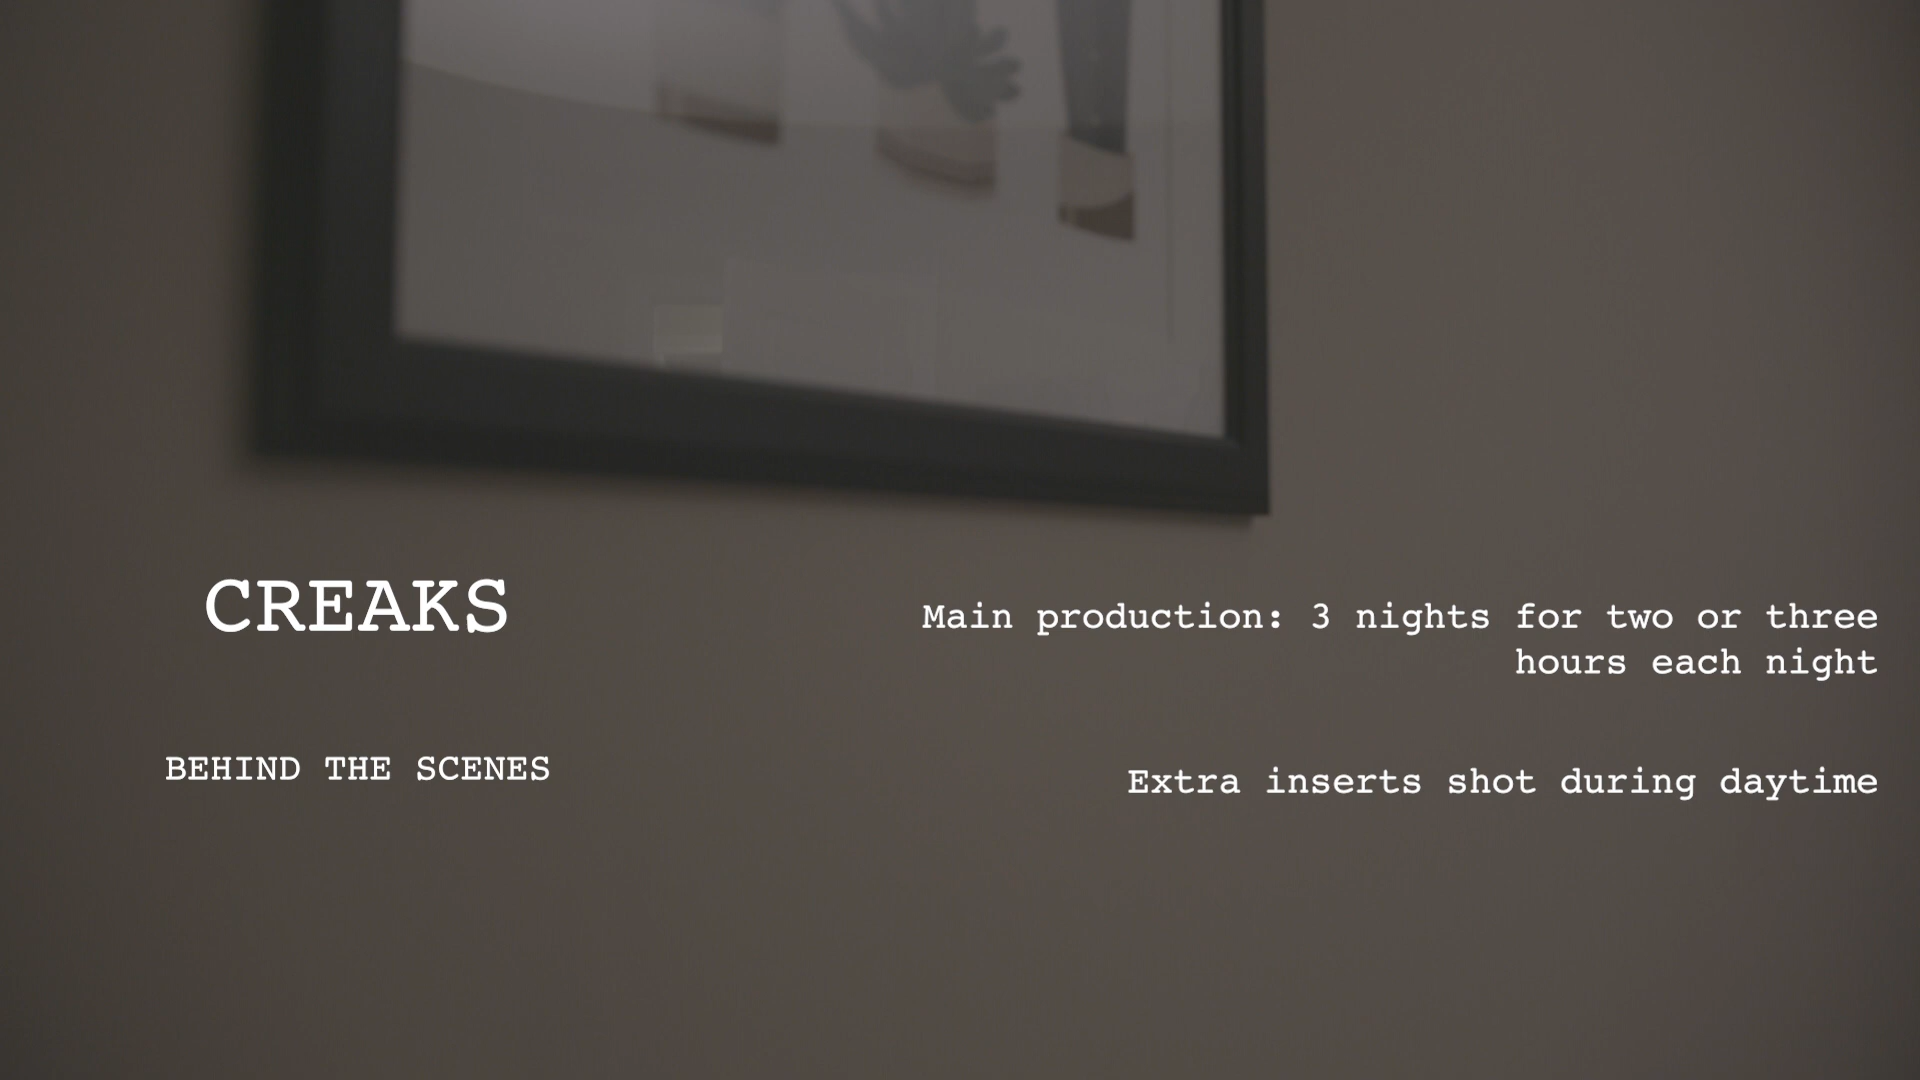 CREAKS
BEHIND THE SCENES
Main production: 3 nights for two or three
hours each night
Extra inserts shot during daytime